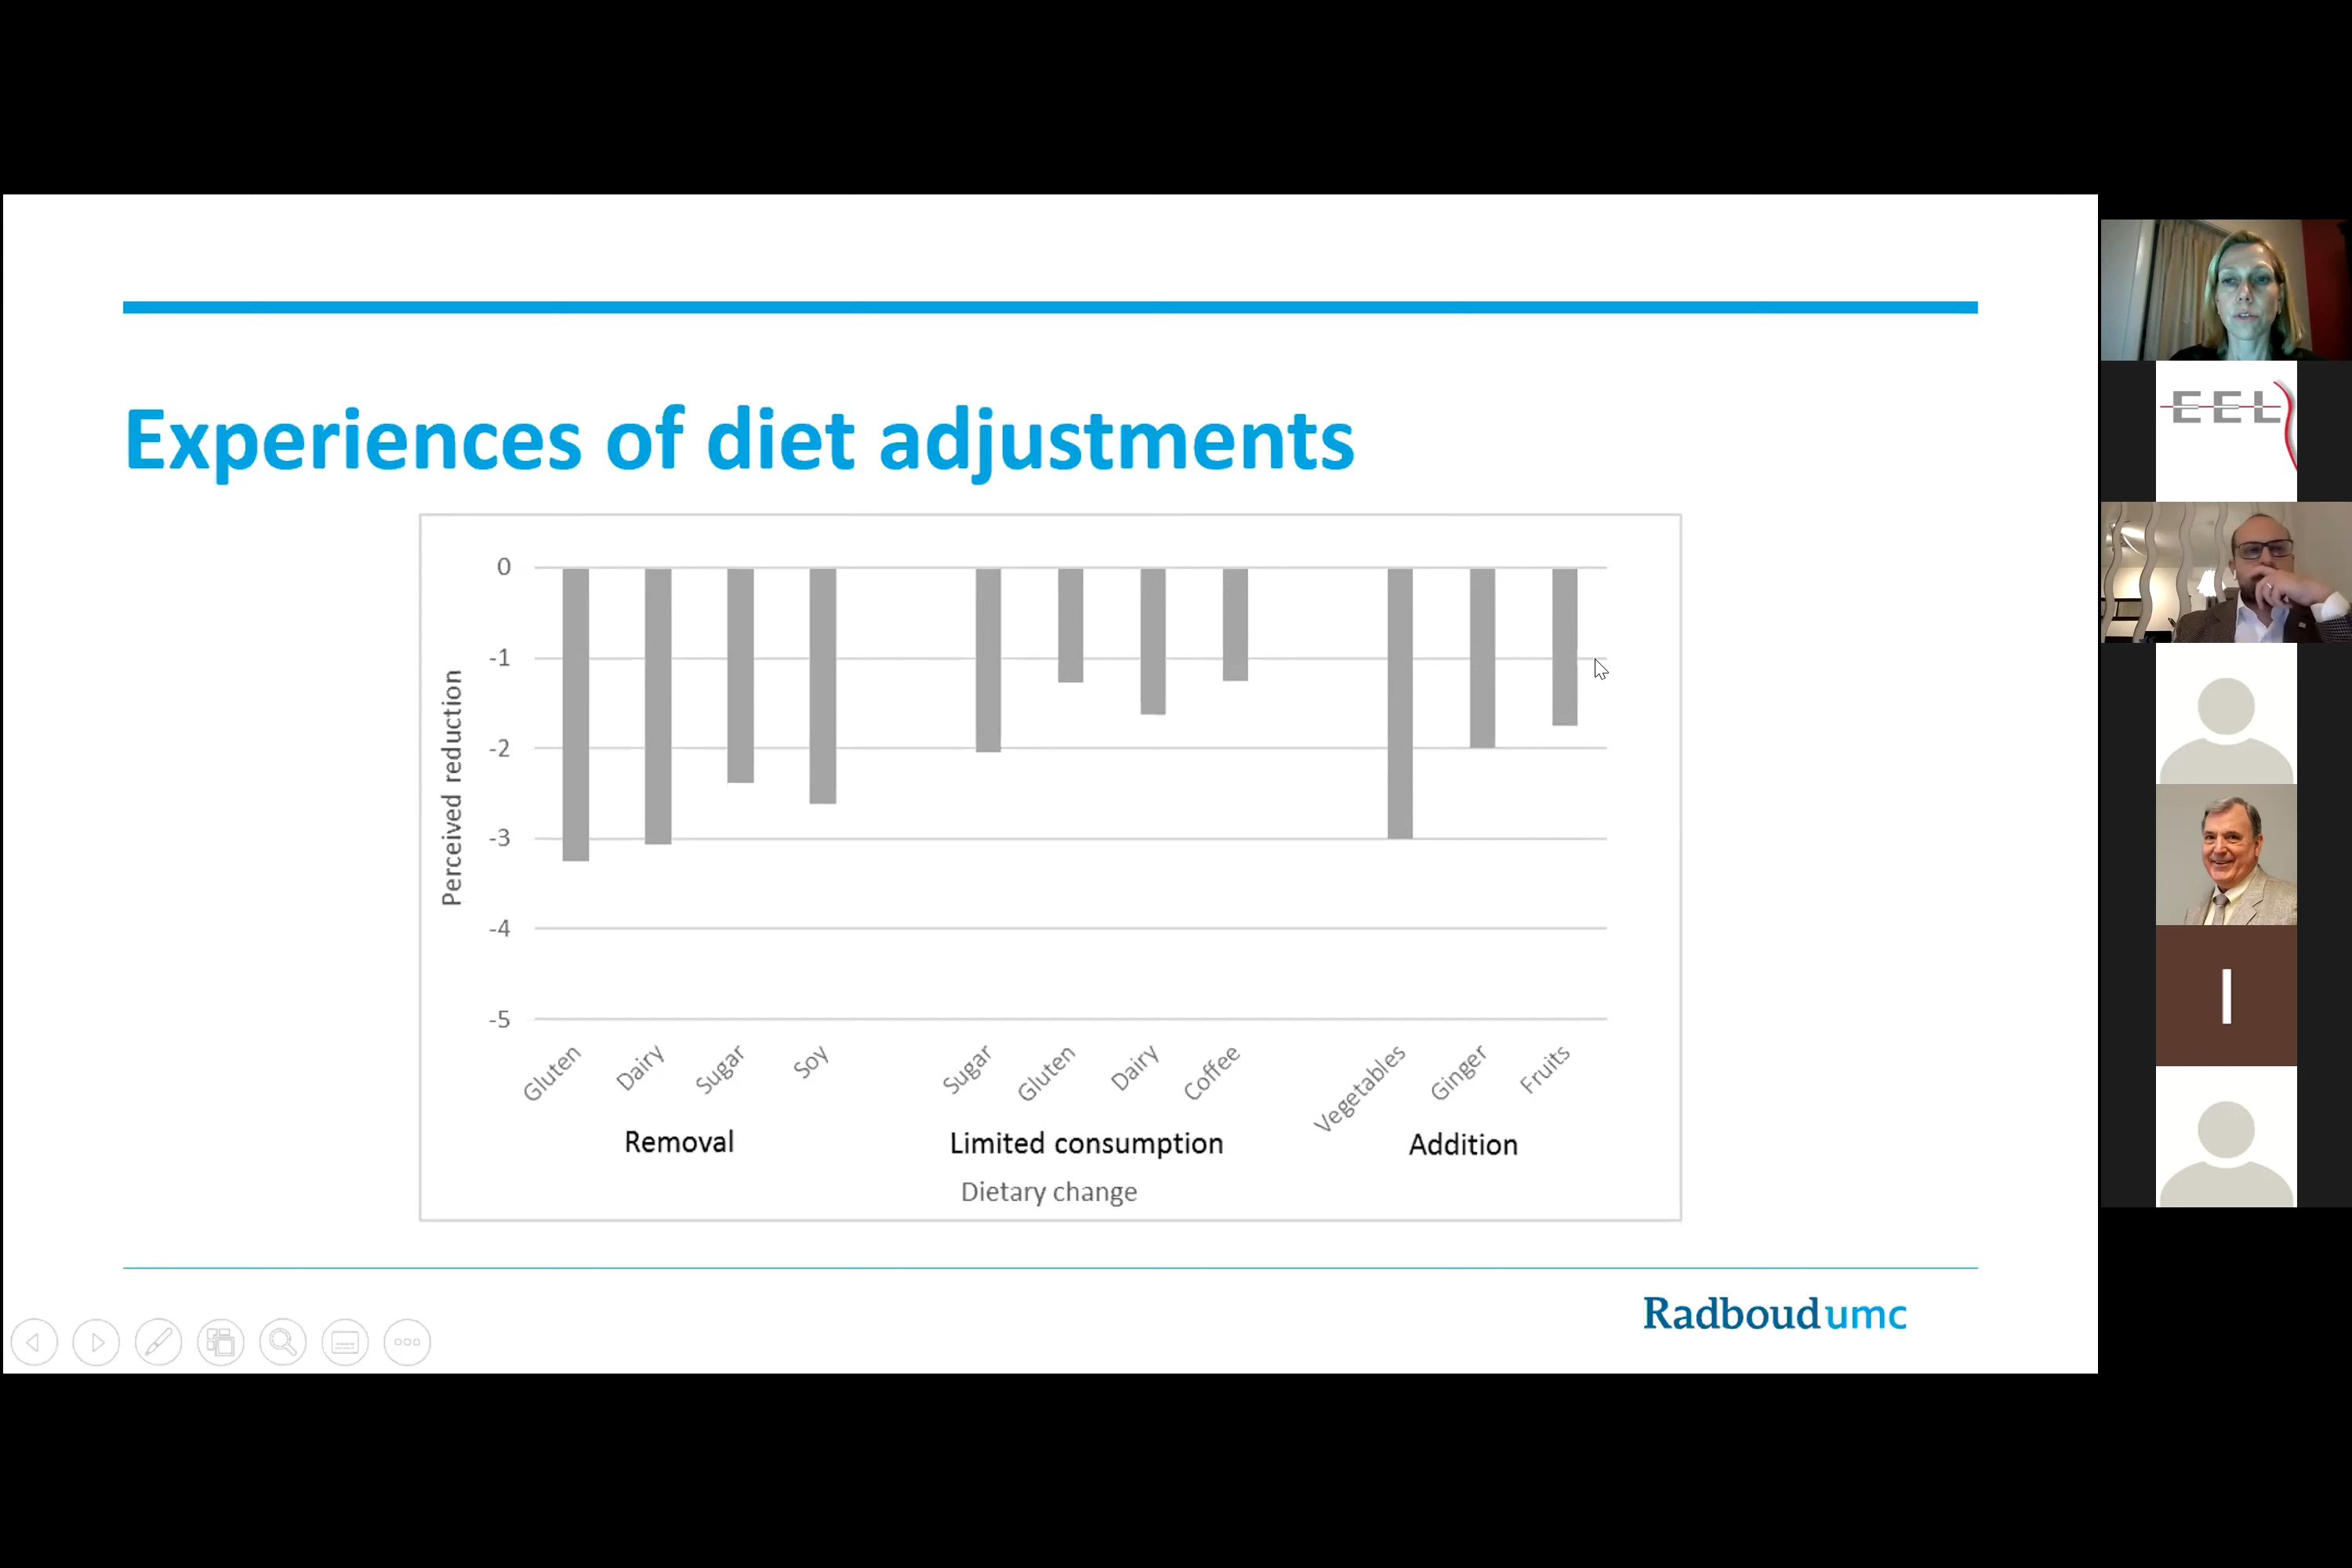 Experiences of diet adjustments
Perceived reduction
0
-1
-2
-3
-4
-5
Gluten
Dairy
Sugar
Soy
Sugar
Gluten
Dairy
Coffee
Vegetables
Ginger
Fruits
Removal
Limited consumption
Addition
Dietary change
Radboudumc
EEL
I